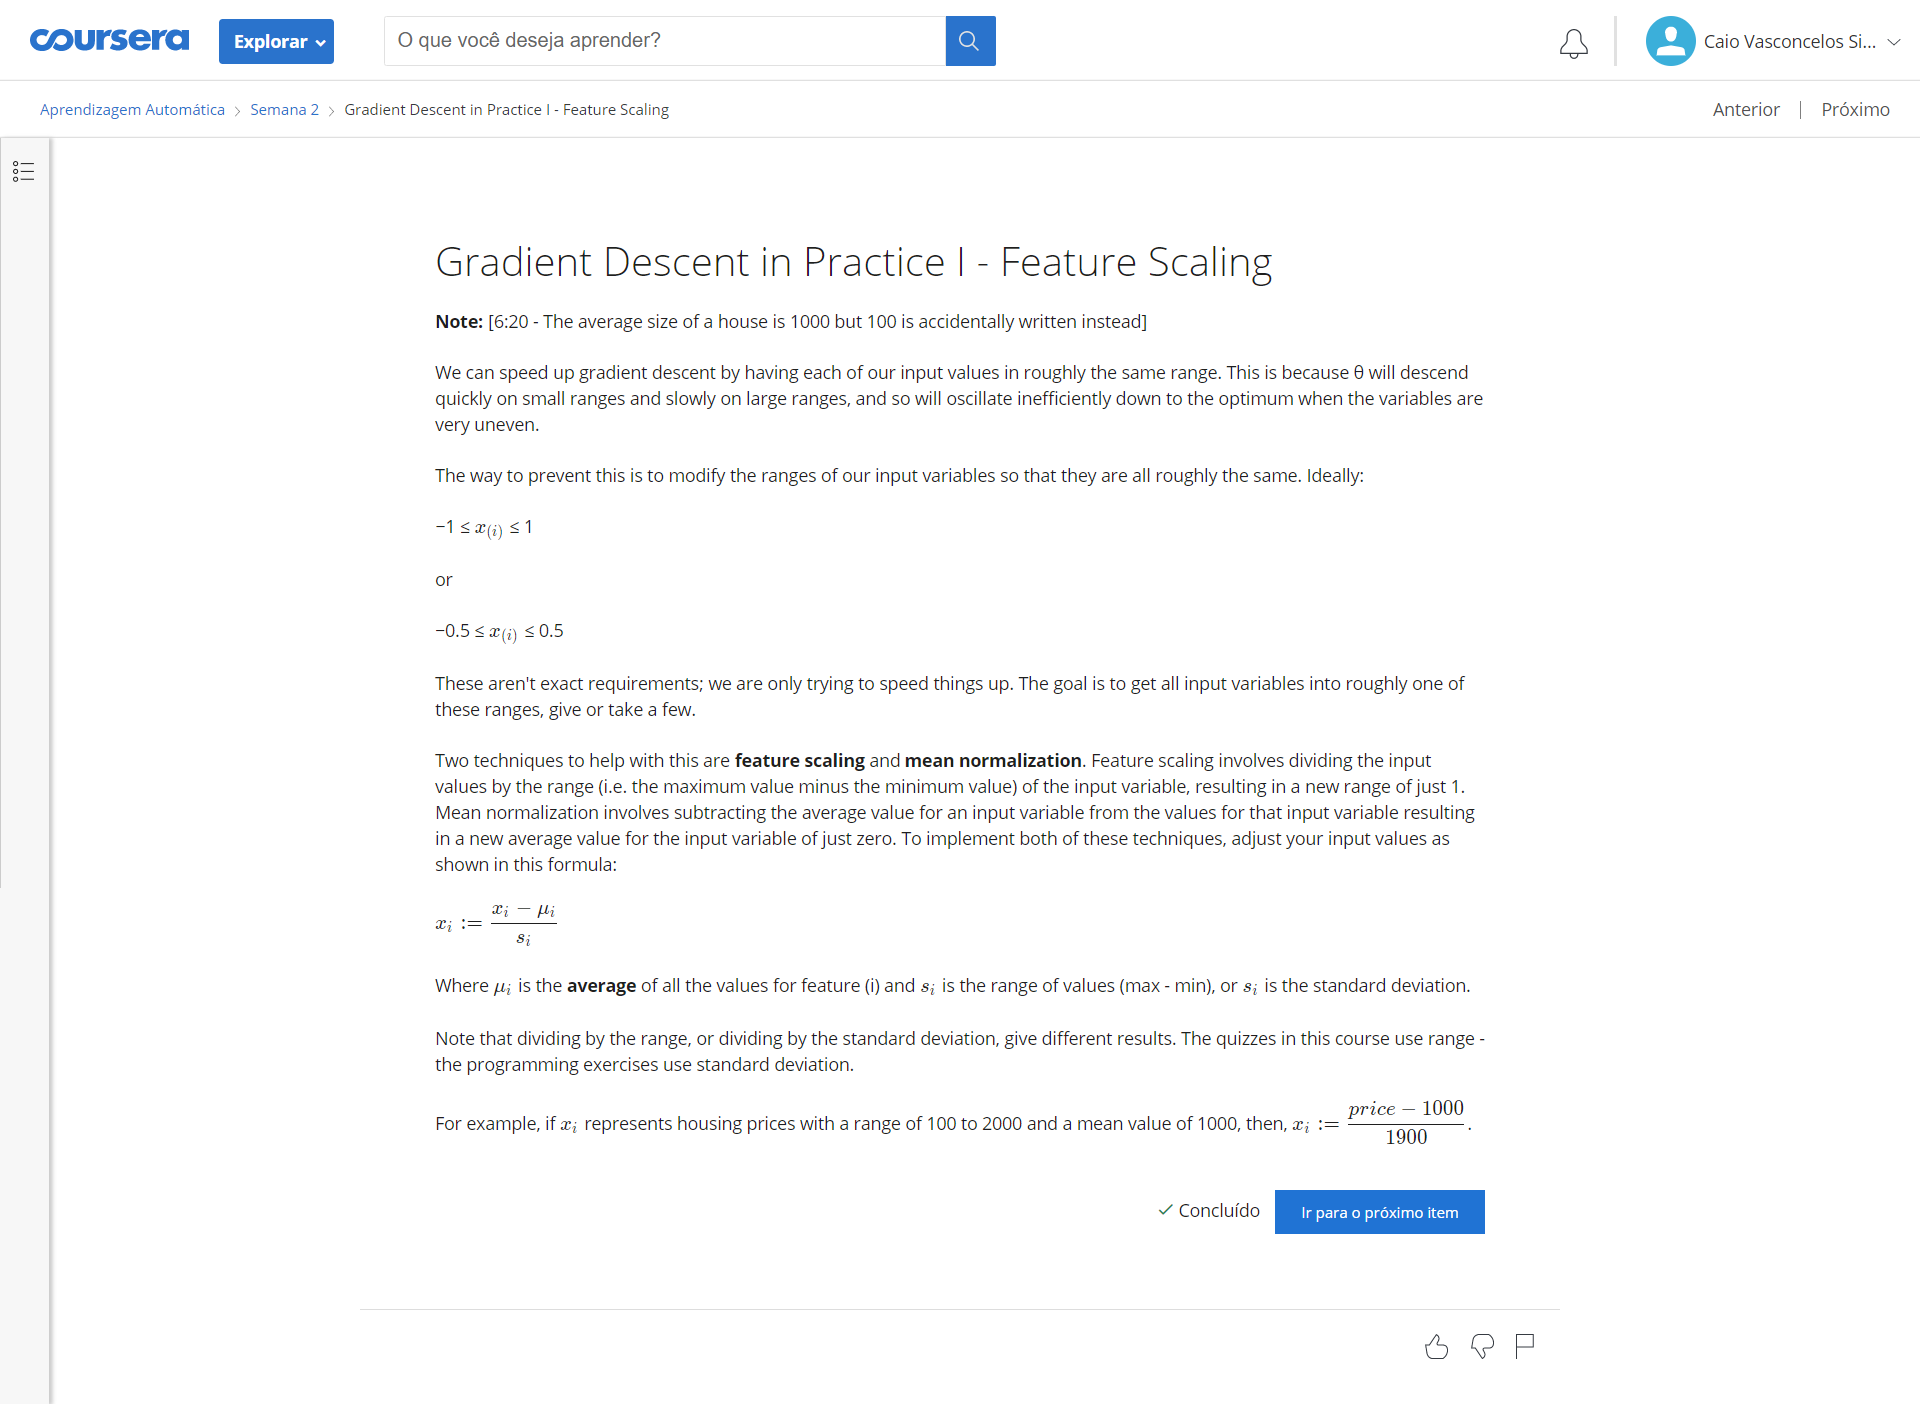 coursera
Explorar
O que você deseja aprender?
Caio Vasconcelos Si...
Aprendizagem Automática > Semana 2 > Gradient Descent in Practice I - Feature Scaling
Anterior | Próximo
Gradient Descent in Practice I - Feature Scaling
Note: [6:20 - The average size of a house is 1000 but 100 is accidentally written instead]
We can speed up gradient descent by having each of our input values in roughly the same range. This is because θ will descend
quickly on small ranges and slowly on large ranges, and so will oscillate inefficiently down to the optimum when the variables are
very uneven.
The way to prevent this is to modify the ranges of our input variables so that they are all roughly the same. Ideally:
−1 ≤ x_(i) ≤ 1
or
−0.5 ≤ x_(i) ≤ 0.5
These aren't exact requirements; we are only trying to speed things up. The goal is to get all input variables into roughly one of
these ranges, give or take a few.
Two techniques to help with this are feature scaling and mean normalization. Feature scaling involves dividing the input
values by the range (i.e. the maximum value minus the minimum value) of the input variable, resulting in a new range of just 1.
Mean normalization involves subtracting the average value for an input variable from the values for that input variable resulting
in a new average value for the input variable of just zero. To implement both of these techniques, adjust your input values as
shown in this formula:
x_i := (x_i − μ_i) / s_i
Where μ_i is the average of all the values for feature (i) and s_i is the range of values (max - min), or s_i is the standard deviation.
Note that dividing by the range, or dividing by the standard deviation, give different results. The quizzes in this course use range -
the programming exercises use standard deviation.
For example, if x_i represents housing prices with a range of 100 to 2000 and a mean value of 1000, then, x_i := (price − 1000) / 1900.
Concluído
Ir para o próximo item